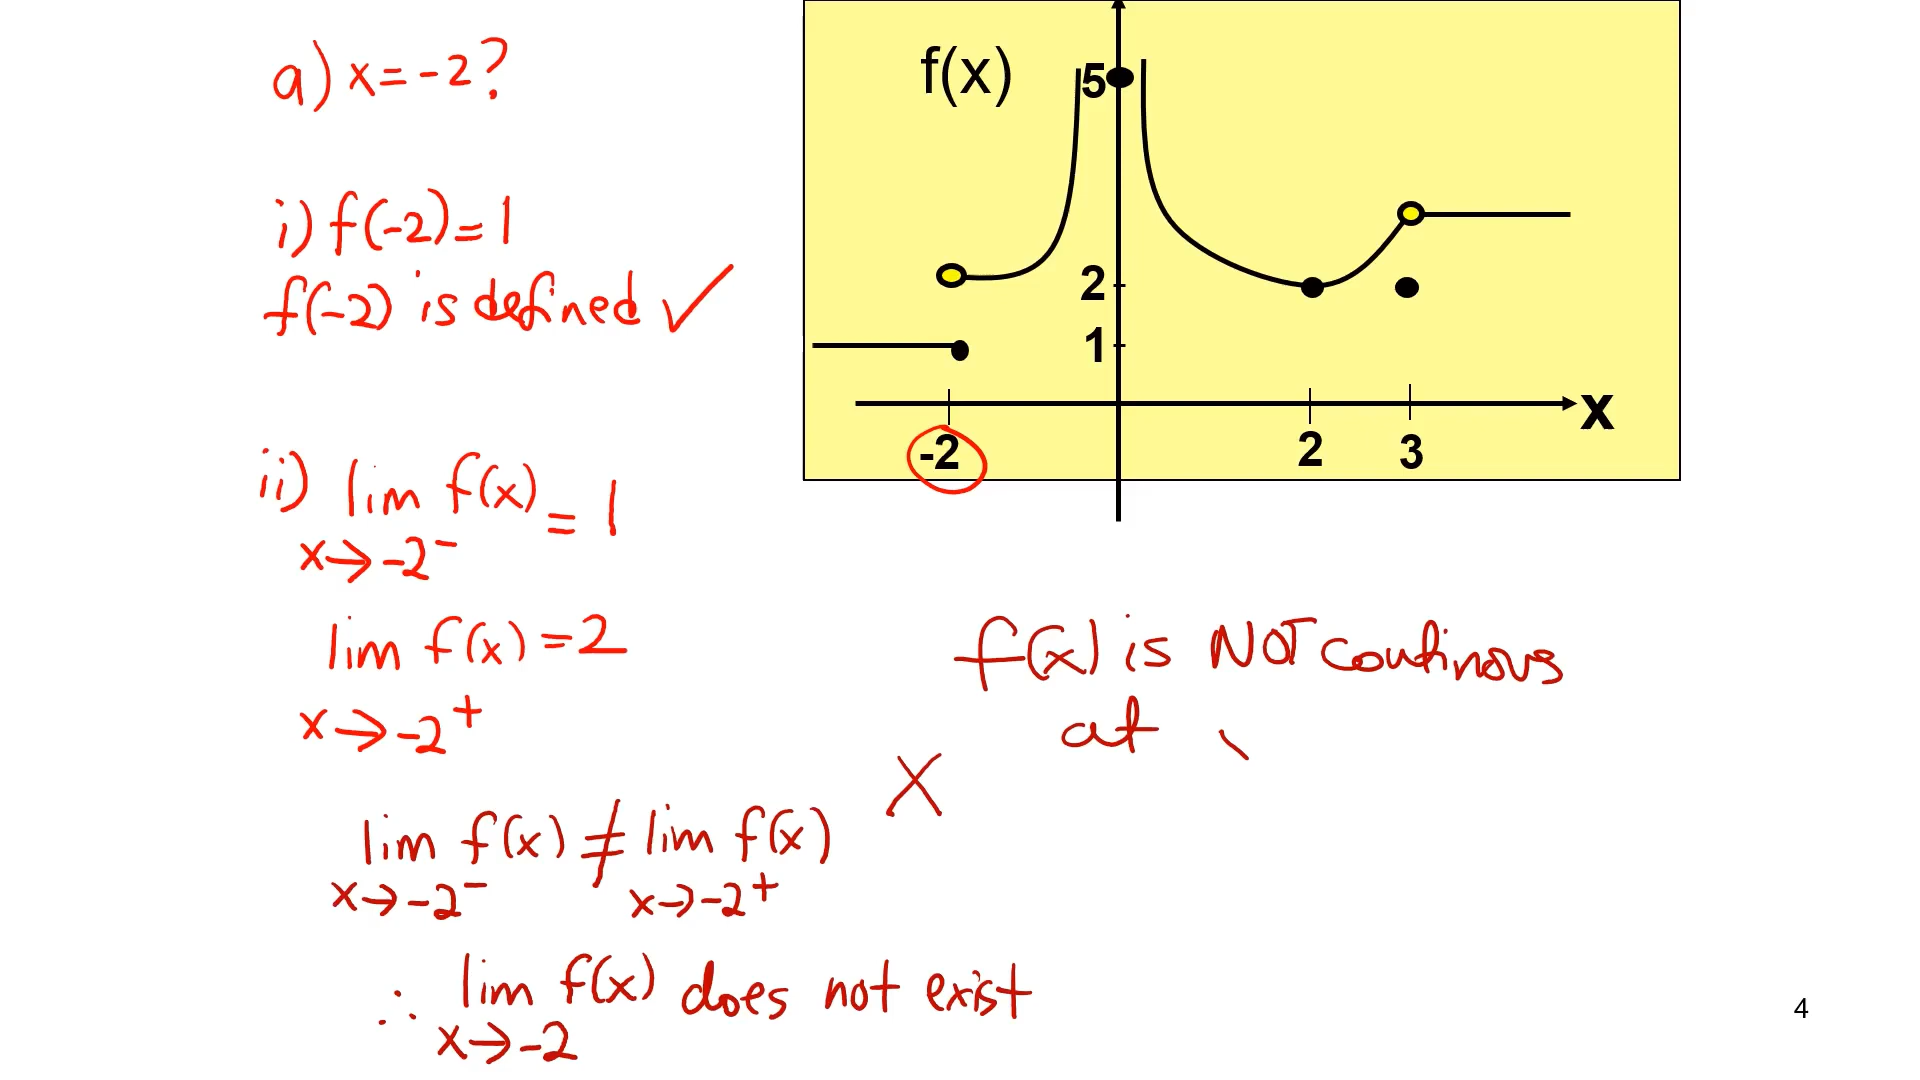 a) x = -2?
i) f(-2) = 1
f(-2) is defined ✓
ii) lim f(x) = 1
x → -2⁻
lim f(x) = 2
x → -2⁺
lim f(x) ≠ lim f(x) X
x → -2⁻ x → -2⁺
∴ lim f(x) does not exist
x → -2
f(x)
5
2
1
x
-2 2 3
f(x) is NOT continous
at
4